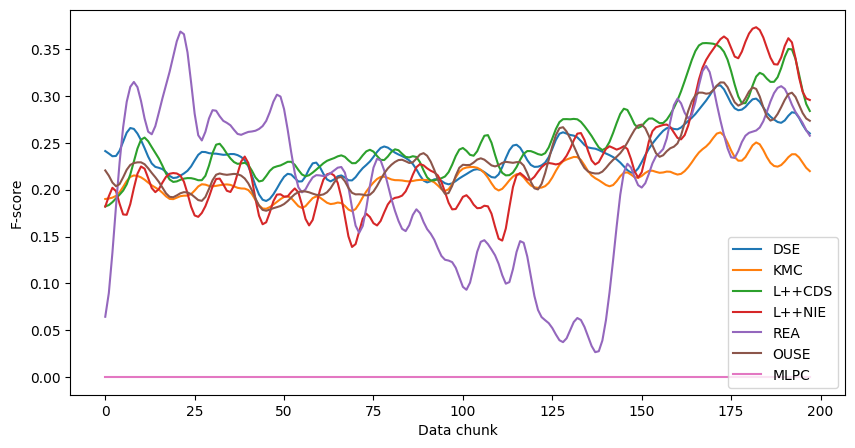 F-score
0.35
0.30
0.25
0.20
0.15
0.10
0.05
0.00
0 25 50 75 100 125 150 175 200
Data chunk
DSE
KMC
L++CDS
L++NIE
REA
OUSE
MLPC